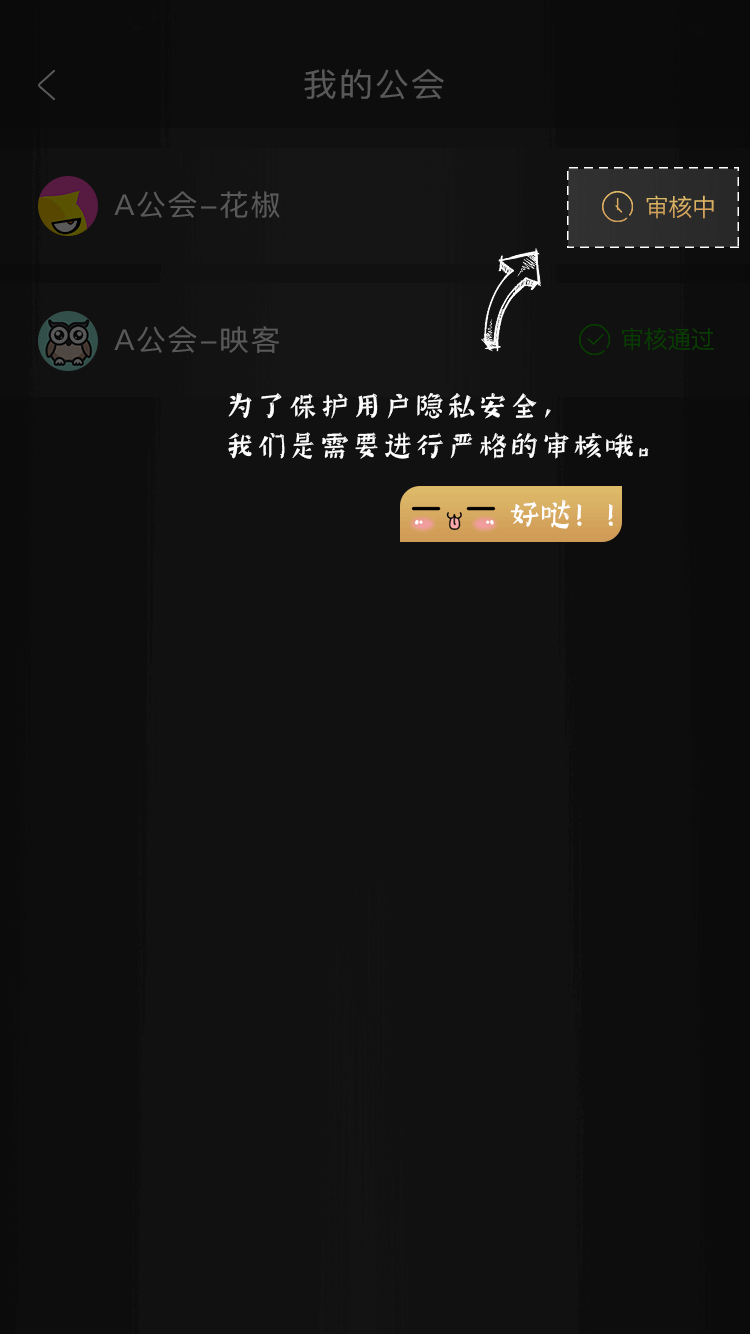 我的公会
A公会–花椒
审核中
A公会–映客
审核通过
为了保护用户隐私安全，
我们是需要进行严格的审核哦。
好哒！！